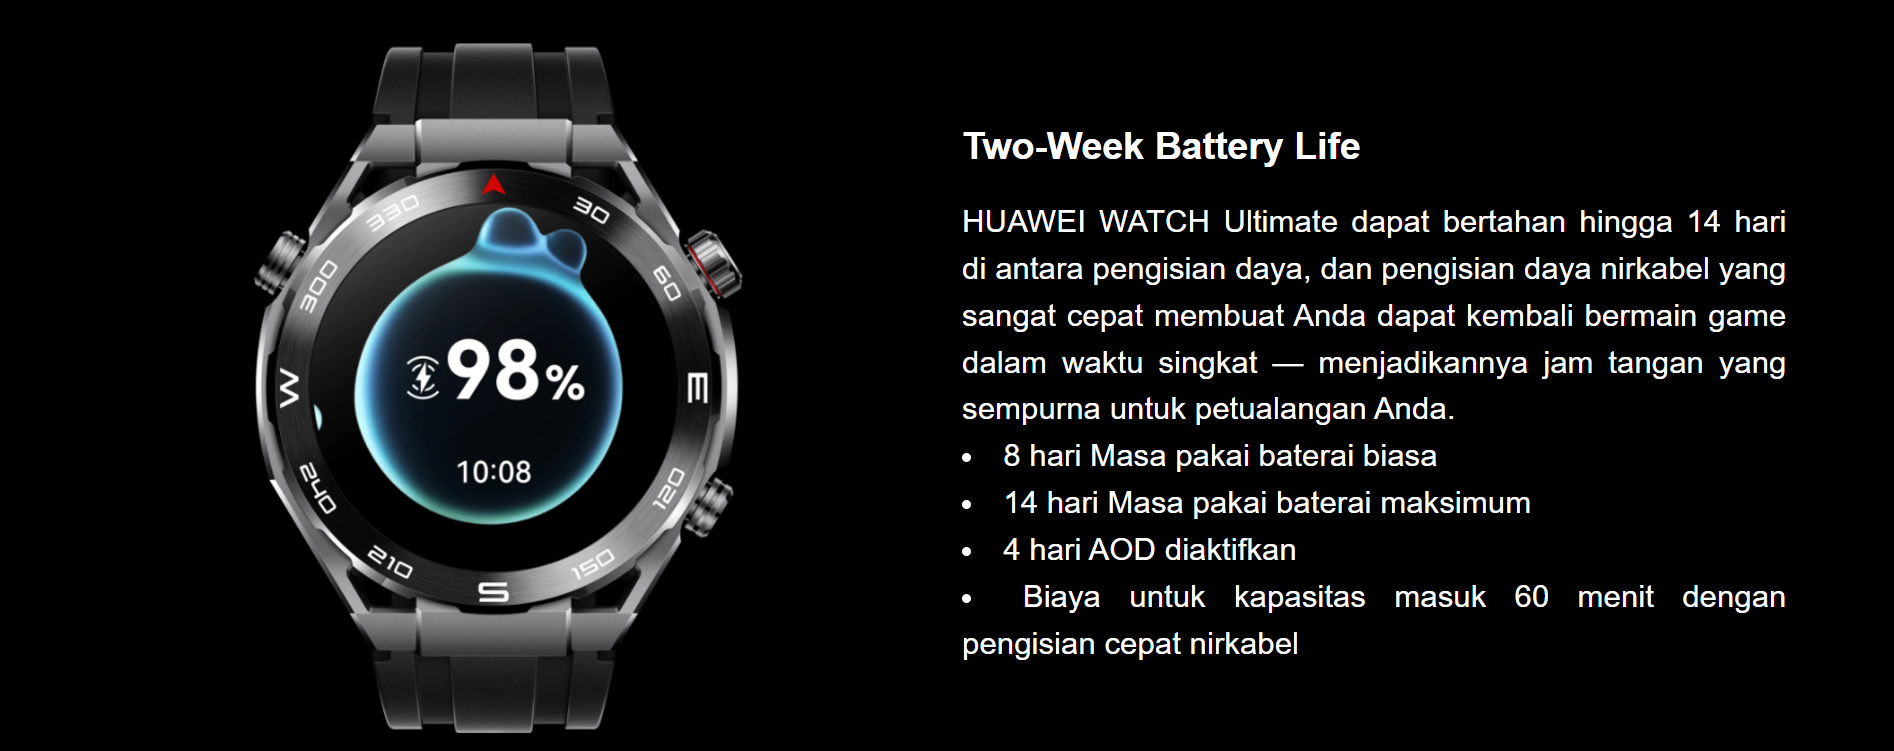 330
30
300
60
98%
W
E
10:08
240
120
210
150
S
Two-Week Battery Life
HUAWEI WATCH Ultimate dapat bertahan hingga 14 hari
di antara pengisian daya, dan pengisian daya nirkabel yang
sangat cepat membuat Anda dapat kembali bermain game
dalam waktu singkat — menjadikannya jam tangan yang
sempurna untuk petualangan Anda.
• 8 hari Masa pakai baterai biasa
• 14 hari Masa pakai baterai maksimum
• 4 hari AOD diaktifkan
• Biaya untuk kapasitas masuk 60 menit dengan
pengisian cepat nirkabel